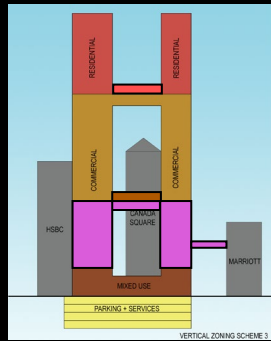 RESIDENTIAL
RESIDENTIAL
COMMERCIAL
COMMERCIAL
CANADA
SQUARE
HSBC
MARRIOTT
MIXED USE
PARKING + SERVICES
VERTICAL ZONING SCHEME 3